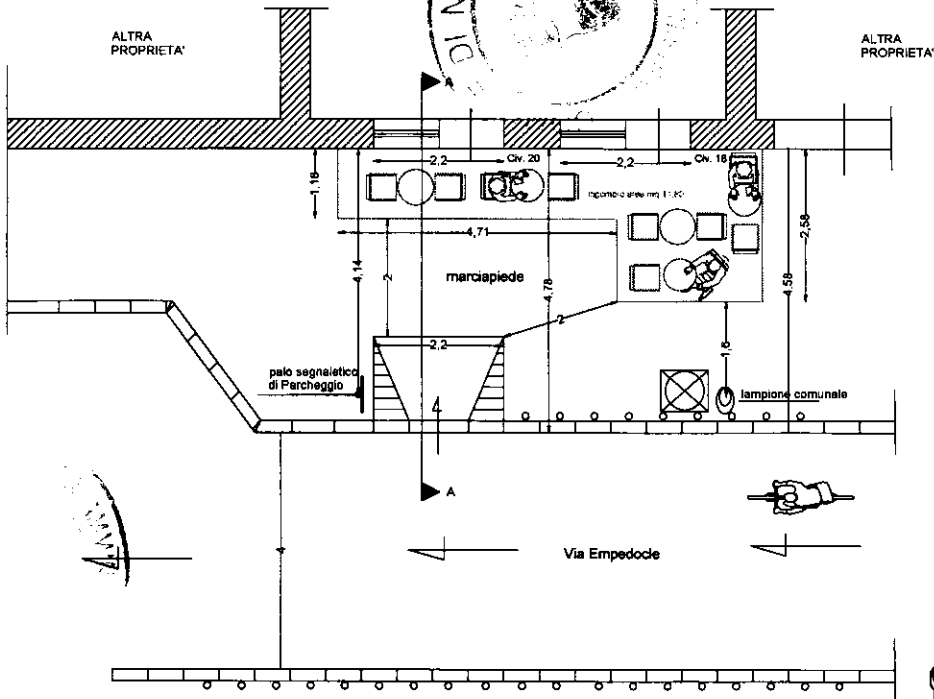 ALTRA
PROPRIETA'
ALTRA
PROPRIETA'
A
2,2
Civ. 20
2,2
Civ. 18
1,18
4,71
2,58
4,14
2
marciapiede
4,78
4,58
2
2,2
1,6
palo segnaletico
di Parcheggio
lampione comunale
A
4
Via Empedocle